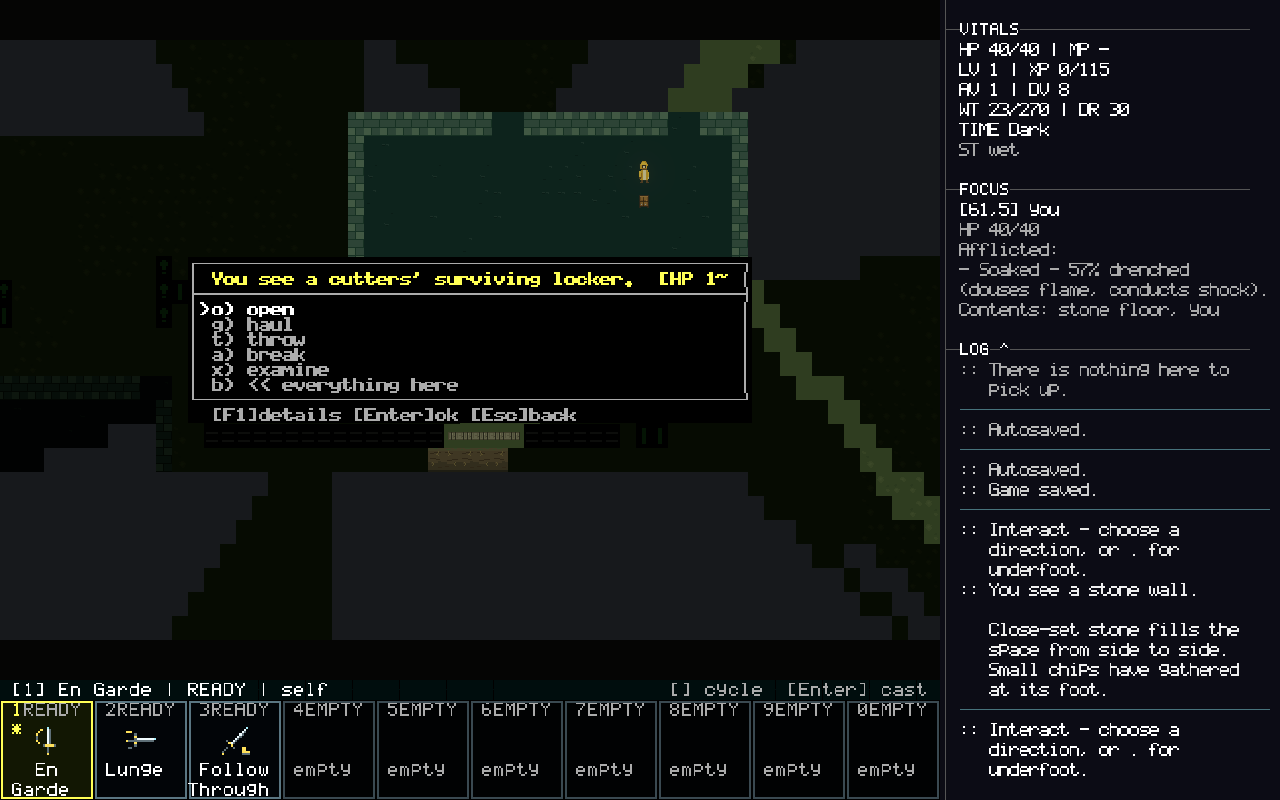 You see a cutters' surviving locker. [HP 1~
>o) open
g) haul
t) throw
a) break
x) examine
b) << everything here
[F1]details [Enter]ok [Esc]back
[1] En Garde | READY | self
[] cycle [Enter] cast
1READY 2READY 3READY 4EMPTY 5EMPTY 6EMPTY 7EMPTY 8EMPTY 9EMPTY 0EMPTY
*
En Garde
Lunge
Follow Through
empty empty empty empty empty empty empty
VITALS
HP 40/40 | MP -
LV 1 | XP 0/115
AV 1 | DV 8
WT 23/270 | DR 30
TIME Dark
ST wet
FOCUS
[61,5] You
HP 40/40
Afflicted:
- Soaked - 57% drenched
(douses flame, conducts shock).
Contents: stone floor, you
LOG ^
:: There is nothing here to
pick up.
:: Autosaved.
:: Autosaved.
:: Game saved.
:: Interact - choose a
direction, or . for
underfoot.
:: You see a stone wall.
Close-set stone fills the
space from side to side.
Small chips have gathered
at its foot.
:: Interact - choose a
direction, or . for
underfoot.